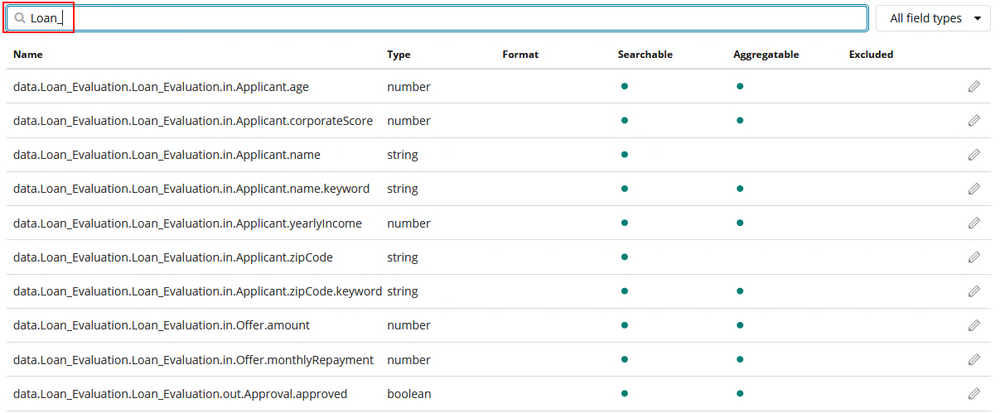 Loan_ All field types
Name Type Format Searchable Aggregatable Excluded
data.Loan_Evaluation.Loan_Evaluation.in.Applicant.age number
data.Loan_Evaluation.Loan_Evaluation.in.Applicant.corporateScore number
data.Loan_Evaluation.Loan_Evaluation.in.Applicant.name string
data.Loan_Evaluation.Loan_Evaluation.in.Applicant.name.keyword string
data.Loan_Evaluation.Loan_Evaluation.in.Applicant.yearlyIncome number
data.Loan_Evaluation.Loan_Evaluation.in.Applicant.zipCode string
data.Loan_Evaluation.Loan_Evaluation.in.Applicant.zipCode.keyword string
data.Loan_Evaluation.Loan_Evaluation.in.Offer.amount number
data.Loan_Evaluation.Loan_Evaluation.in.Offer.monthlyRepayment number
data.Loan_Evaluation.Loan_Evaluation.out.Approval.approved boolean